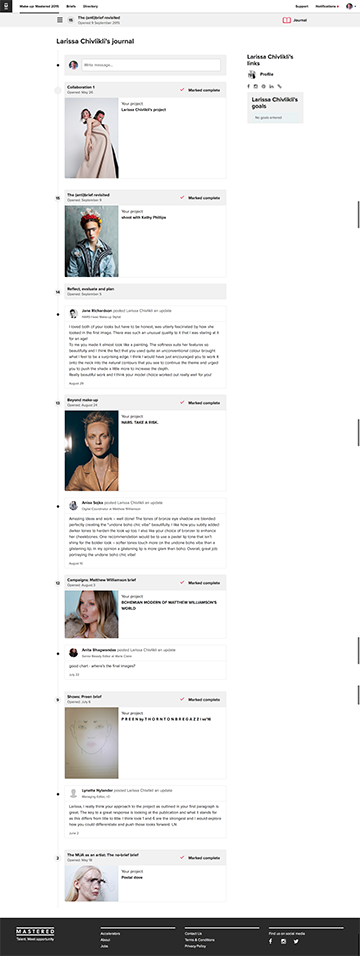 Make-up: Mastered 2015 Briefs Directory Support Notifications
15 The (anti)brief revisited
Opened 9 September 2015
Journal
Larissa Chivlikli's journal
Write message...
Larissa Chivlikli's
links
Profile
Larissa Chivlikli's
goals
No goals entered
Collaboration 1
Opened: May 26
Marked complete
Your project
Larissa Chivlikli's project
15
The (anti)brief revisited
Opened: September 9
Marked complete
Your project
shoot with Kathy Phillips
14
Reflect, evaluate and plan
Opened: September 5
Jane Richardson posted Larissa Chivlikli an update
NARS Lead Make-up Stylist
I loved both of your looks but have to be honest, was utterly fascinated by how she
looked in the first image. There was such an unusual quality to it that I was staring at it
for an age!
To me you made it almost look like a painting. The softness suits her features so
beautifully and I think the fact that you used quite an uncommon colour brought
what I feel to be a surprising edge. I think I would have just encouraged you to work it
onto the neck into the natural contours that you see to continue the theme and urged
you to push the shade a little more to increase the depth.
Really beautiful work and I think your model choice worked out really well for you!
August 29
13
Beyond make-up
Opened: August 24
Marked complete
Your project
NARS. TAKE A RISK.
Anisa Sojka posted Larissa Chivlikli an update
Digital Coordinator at Matthew Williamson
Amazing ideas and work – well done! The tones of bronze eye shadow are blended
perfectly creating the "undone boho chic vibe" beautifully. I like how you subtly added
darker tones to harden the look up too. I also like your choice of bronzer to enhance
her cheekbones. One recommendation would be to use a pastel lip tone that isn't
shiny for the bolder look – softer tones touch more on the undone boho vibe than a
glistening lip. In my opinion a glistening lip is more glam than boho. Overall, great job
portraying the undone boho chic vibe!
August 10
12
Campaigns: Matthew Williamson brief
Opened: August 3
Marked complete
Your project
BOHEMIAN MODERN OF MATTHEW WILLIAMSON'S
WORLD
Anita Bhagwandas posted Larissa Chivlikli an update
Senior Beauty Editor at Marie Claire
good chart - where's the final images?
July 23
9
Shows: Preen brief
Opened: July 8
Marked complete
Your project
P R E E N by T H O R N T O N B R E G A Z Z I ss'16
Lynette Nylander posted Larissa Chivlikli an update
Larissa, I really think your approach to the project as outlined in your first paragraph is
great. The key to a great response is looking at the publication and what it stands for
as this differs from title to title. I think look 1 and 6 are the strongest and I would explore
how you could differentiate and push those looks forward. LN
June 2
3
The MUA as an artist: The no-brief brief
Opened: May 18
Marked complete
Your project
Pastel dove
MASTERED
Talent. Meet opportunity.
Accelerators
About
Jobs
Contact Us
Terms & Conditions
Privacy Policy
Find us on social media